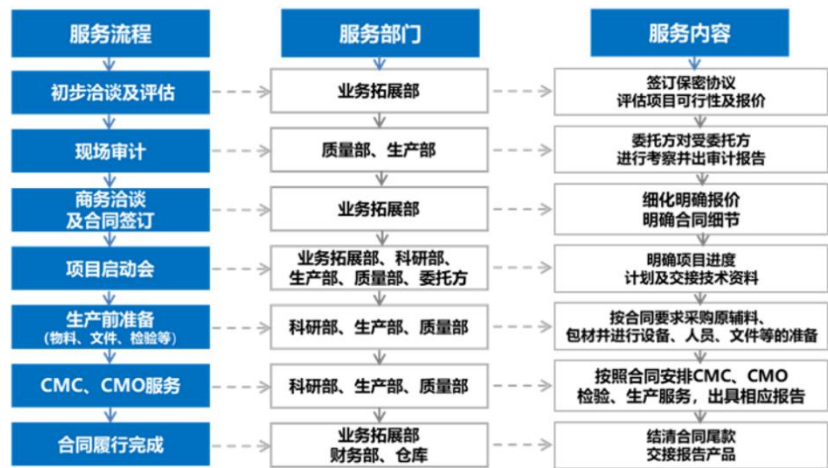 服务流程
服务部门
服务内容
初步洽谈及评估
业务拓展部
签订保密协议
评估项目可行性及报价
现场审计
质量部、生产部
委托方对受委托方
进行考察并出审计报告
商务洽谈
及合同签订
业务拓展部
细化明确报价
明确合同细节
项目启动会
业务拓展部、科研部、
生产部、质量部、委托方
明确项目进度
计划及交接技术资料
生产前准备
(物料、文件、检验等)
科研部、生产部、质量部
按合同要求采购原辅料、
包材并进行设备、人员、文件等的准备
CMC、CMO服务
科研部、生产部、质量部
按照合同安排CMC、CMO
检验、生产服务，出具相应报告
合同履行完成
业务拓展部
财务部、仓库
结清合同尾款
交接报告产品